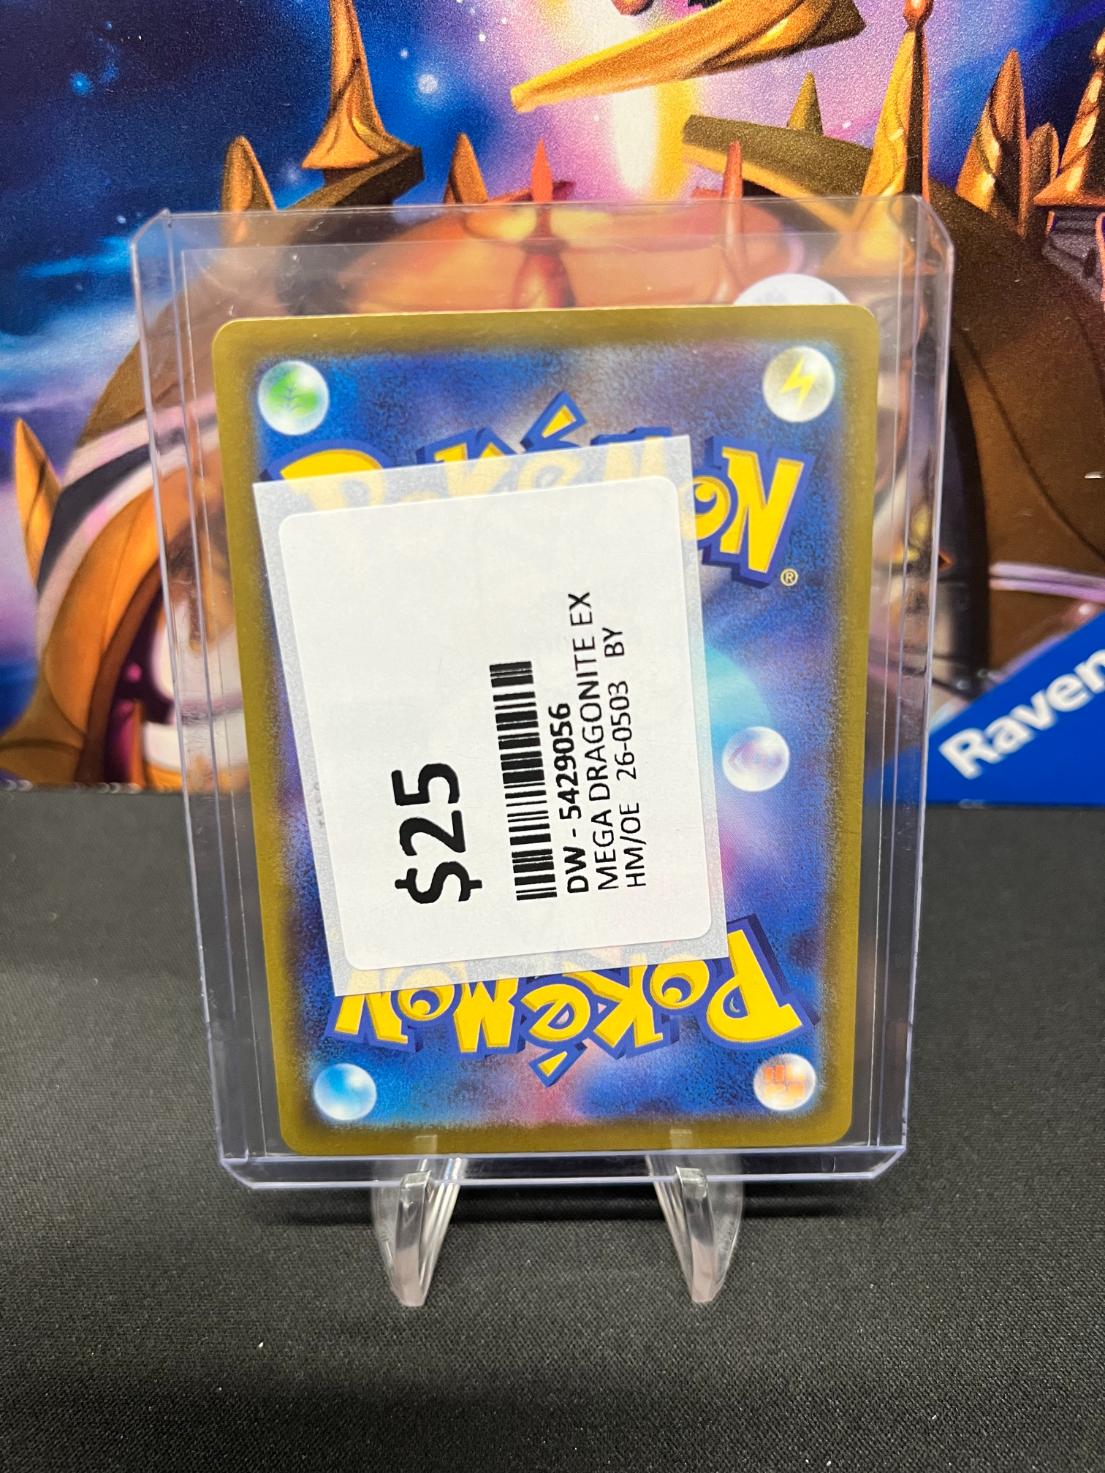 POKéMON
®
$25
DW - 5429056
MEGA DRAGONITE EX
HM/OE 26-0503 BY
POKéMON
Raven